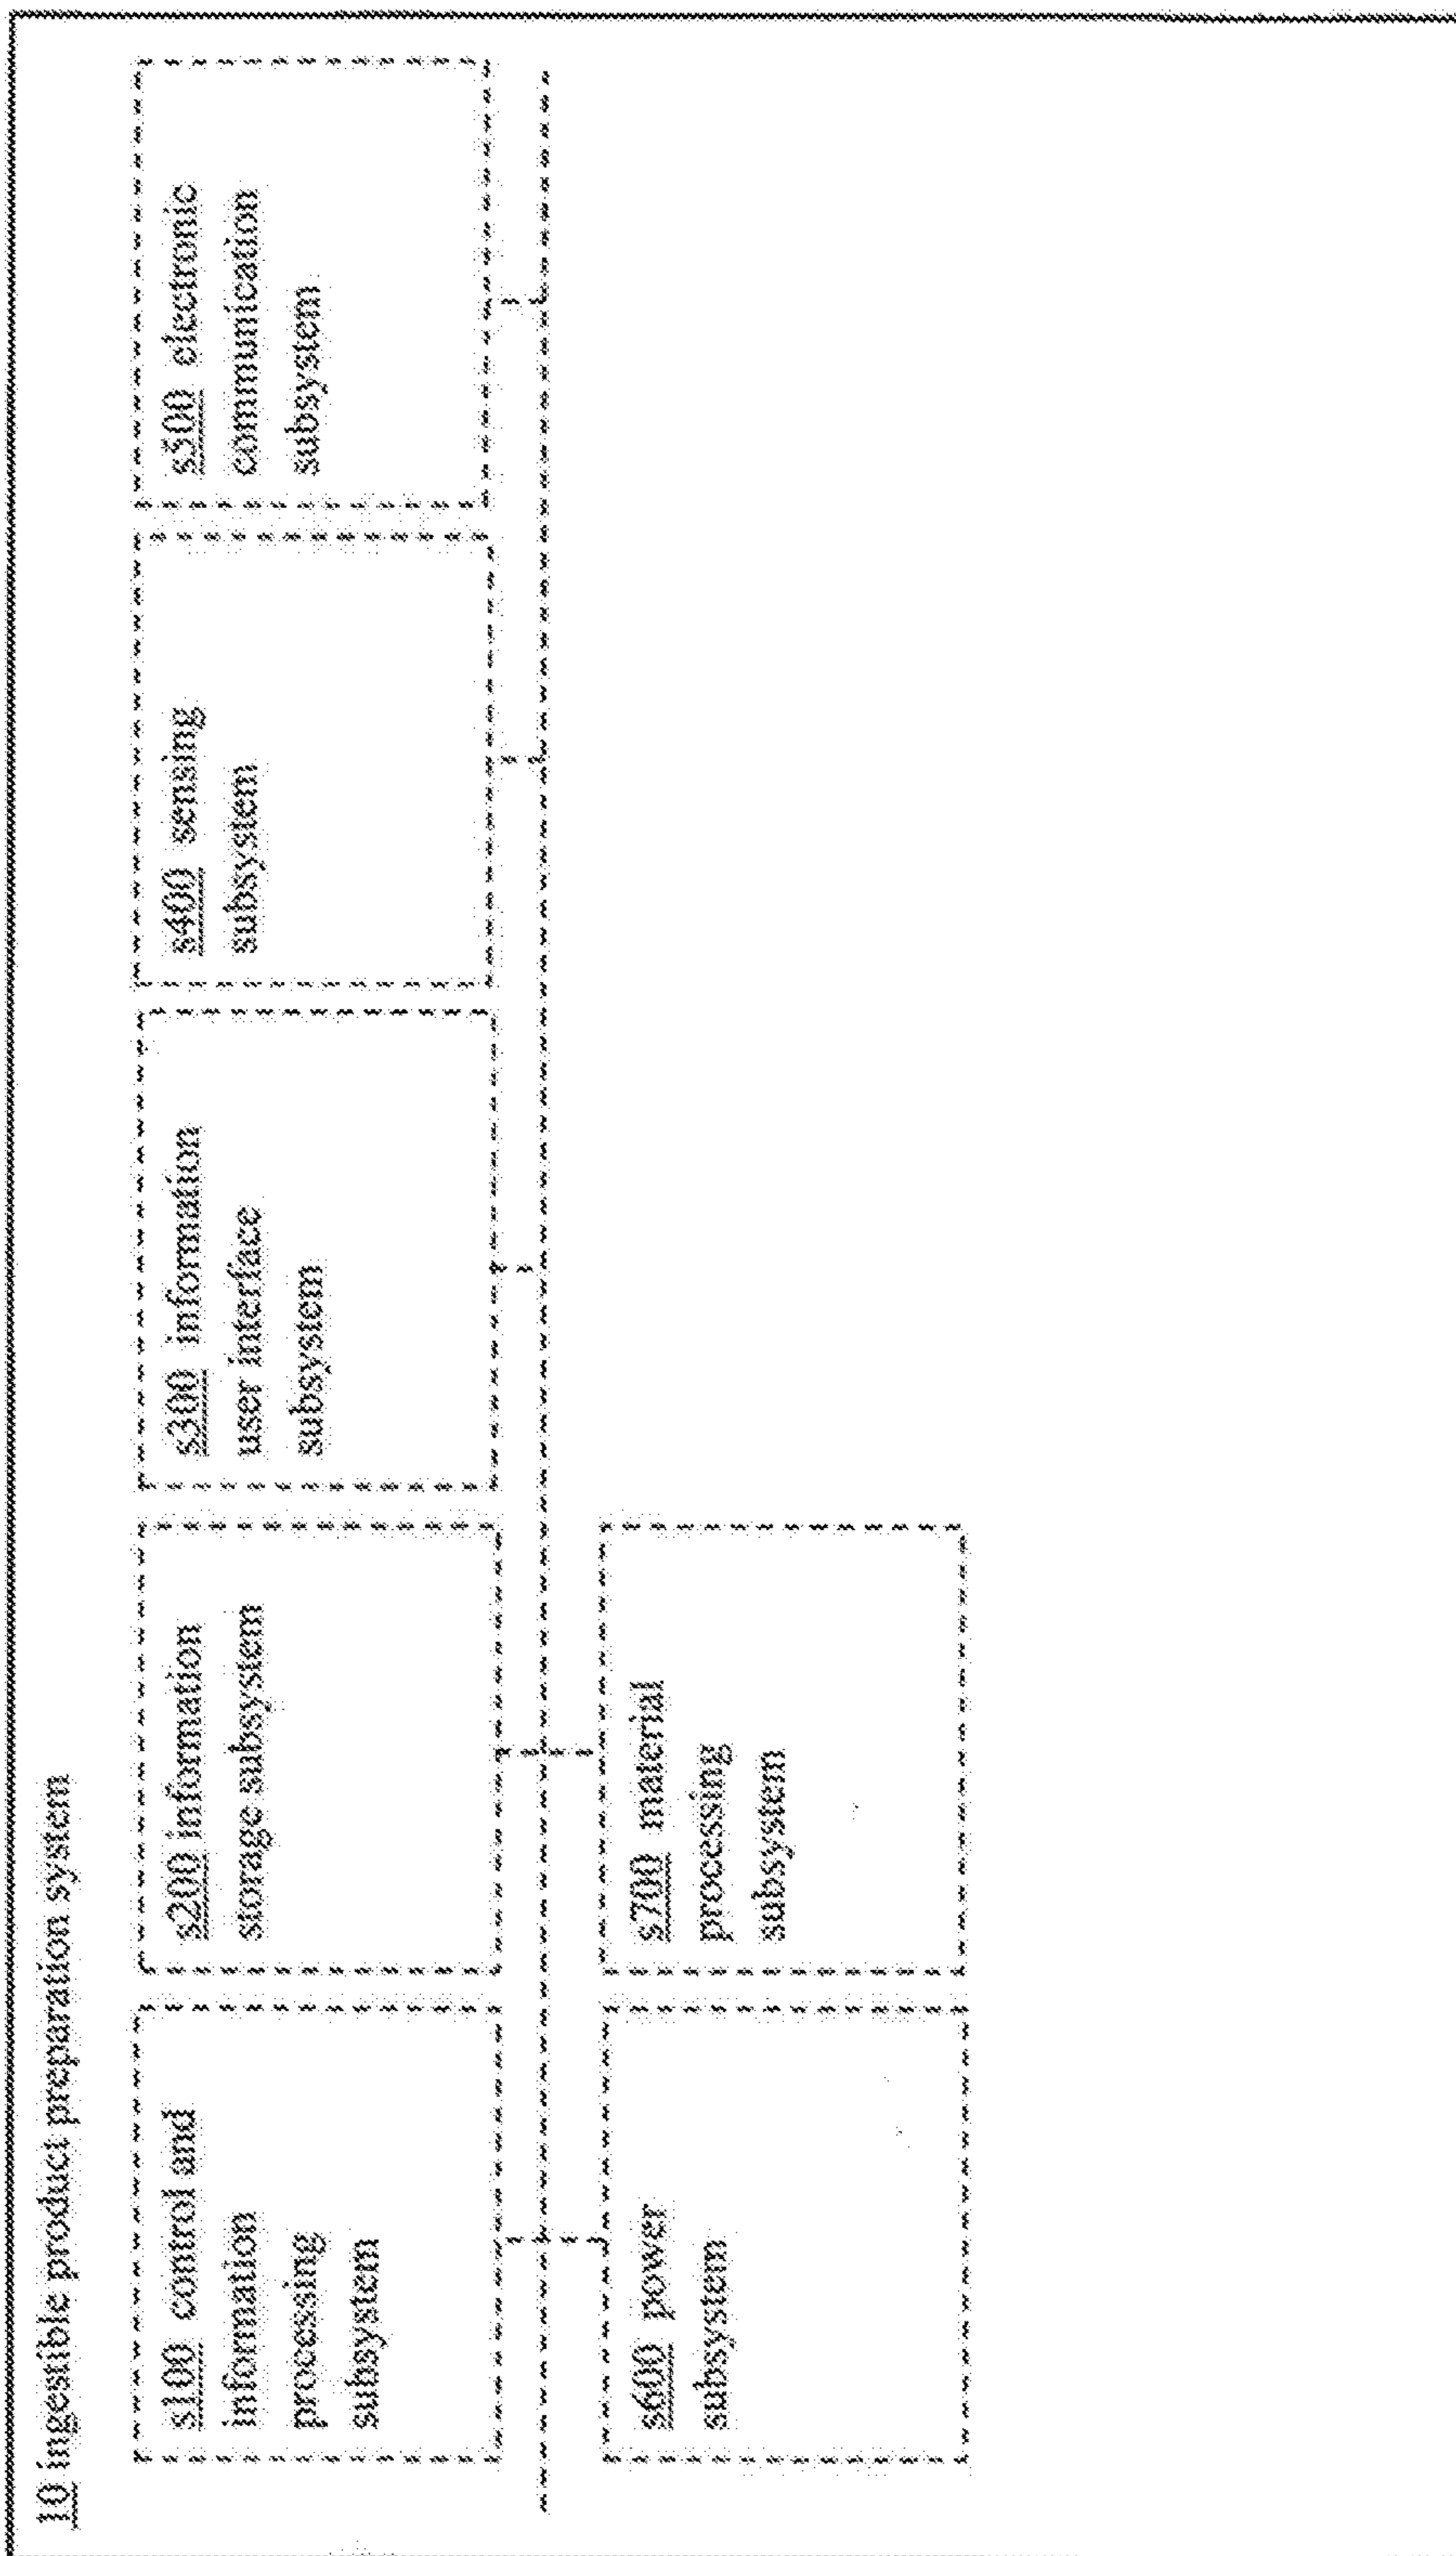 10 ingestible product preparation system
s100 control and
information
processing
subsystem
s200 information
storage subsystem
s300 information
user interface
subsystem
s400 sensing
subsystem
s500 electronic
communication
subsystem
s600 power
subsystem
s700 material
processing
subsystem